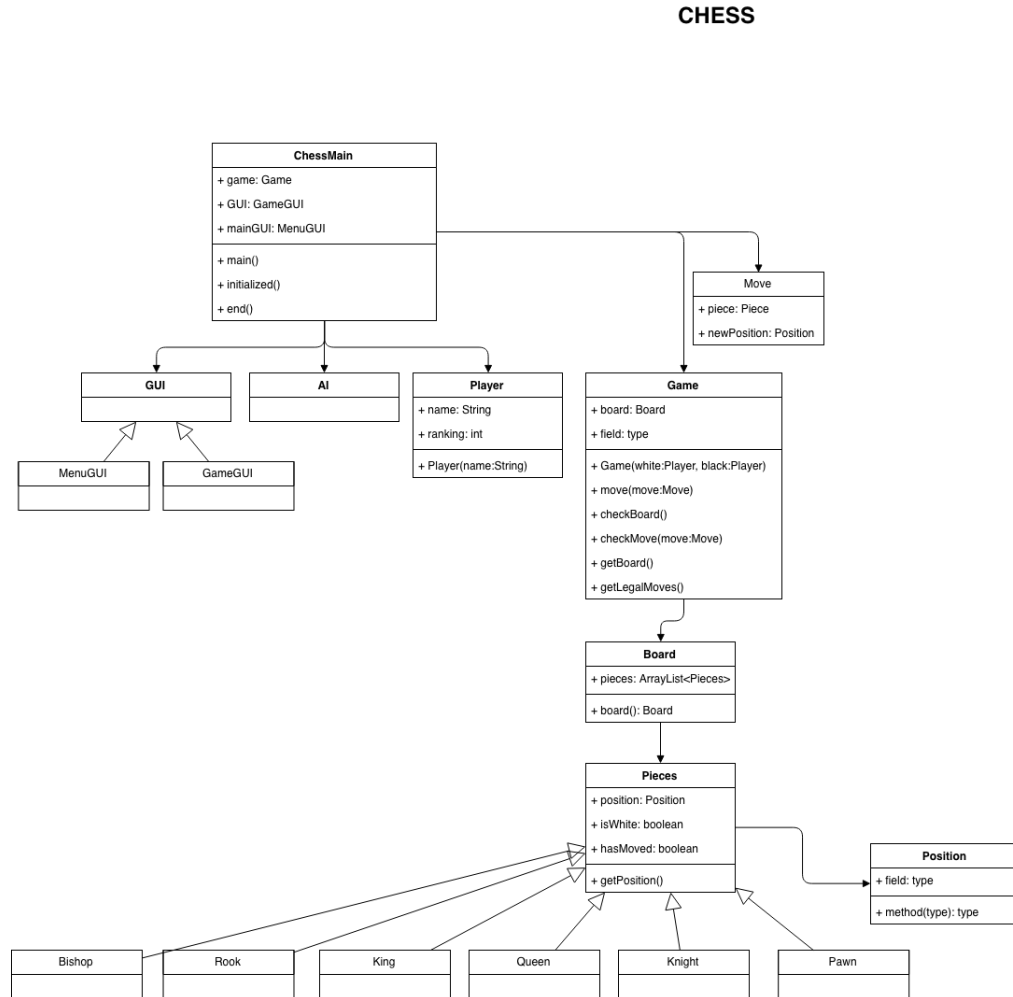 CHESS
ChessMain
+ game: Game
+ GUI: GameGUI
+ mainGUI: MenuGUI
+ main()
+ initialized()
+ end()
Move
+ piece: Piece
+ newPosition: Position
GUI
AI
Player
+ name: String
+ ranking: int
+ Player(name:String)
Game
+ board: Board
+ field: type
+ Game(white:Player, black:Player)
+ move(move:Move)
+ checkBoard()
+ checkMove(move:Move)
+ getBoard()
+ getLegalMoves()
MenuGUI
GameGUI
Board
+ pieces: ArrayList<Pieces>
+ board(): Board
Pieces
+ position: Position
+ isWhite: boolean
+ hasMoved: boolean
+ getPosition()
Position
+ field: type
+ method(type): type
Bishop
Rook
King
Queen
Knight
Pawn